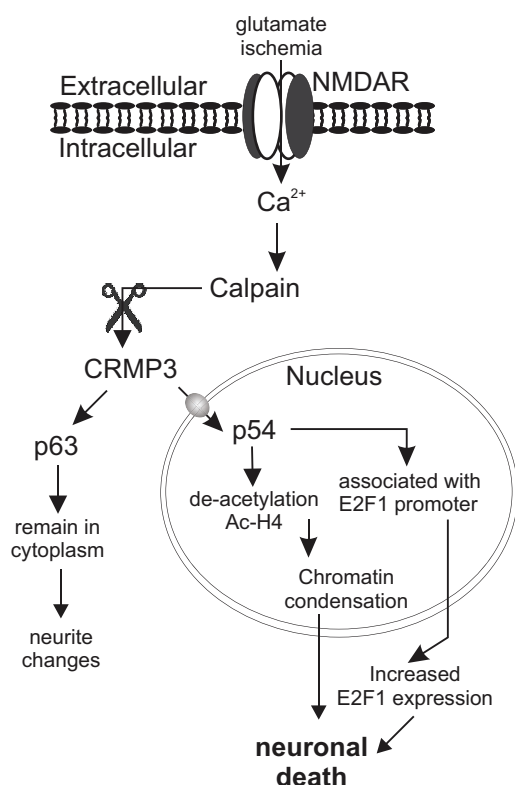 glutamate
ischemia
Extracellular
NMDAR
Intracellular
Ca²⁺
Calpain
CRMP3
Nucleus
p63
p54
remain in
cytoplasm
neurite
changes
de-acetylation
Ac-H4
associated with
E2F1 promoter
Chromatin
condensation
Increased
E2F1 expression
neuronal
death